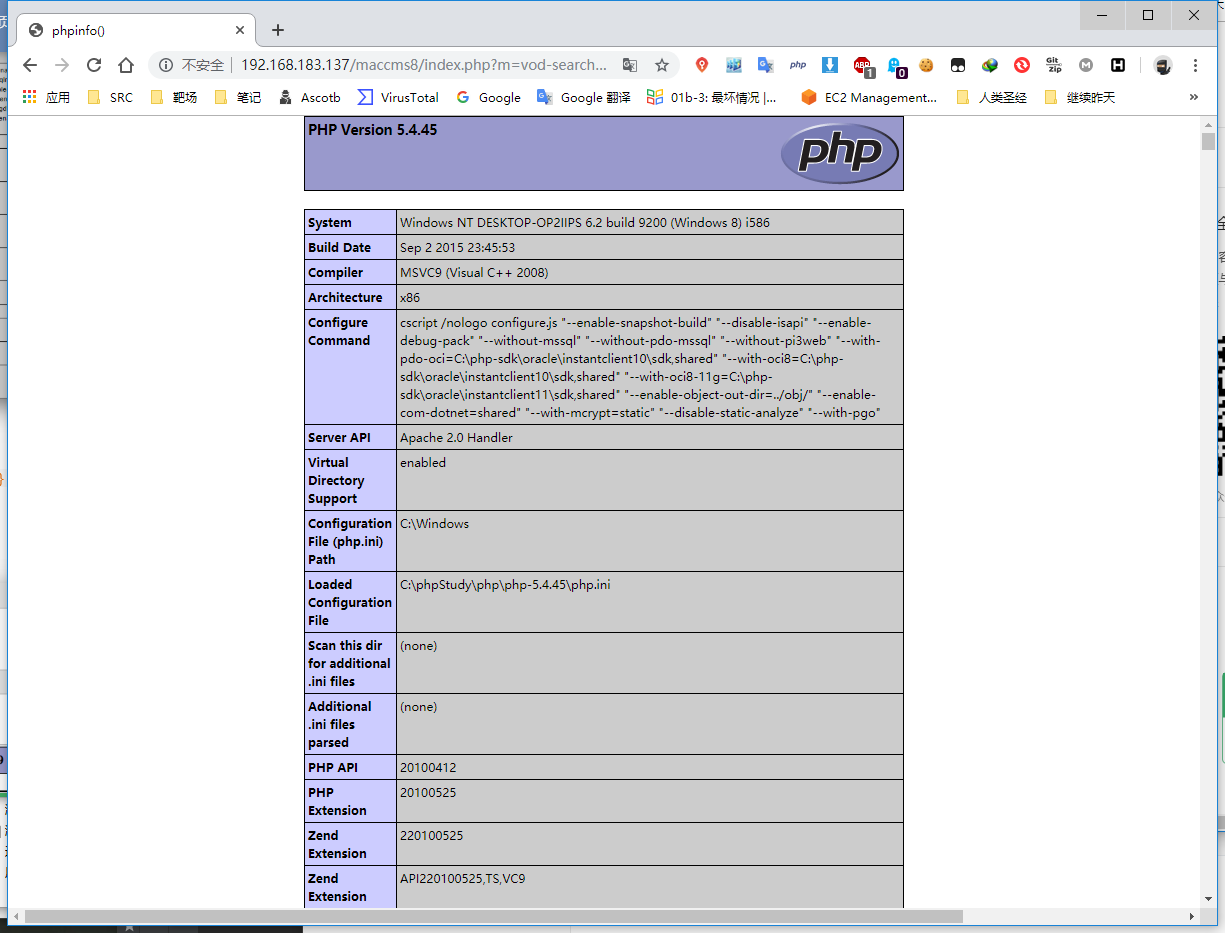 phpinfo()
不安全
192.168.183.137/maccms8/index.php?m=vod-search...
php
ABP
1
0
Git
zip
M
H
应用
SRC
靶场
笔记
Ascotb
VirusTotal
Google
Google 翻译
01b-3: 最坏情况 |...
EC2 Management...
人类圣经
继续昨天
»
PHP Version 5.4.45
php
System
Windows NT DESKTOP-OP2IIPS 6.2 build 9200 (Windows 8) i586
Build Date
Sep 2 2015 23:45:53
Compiler
MSVC9 (Visual C++ 2008)
Architecture
x86
Configure
Command
cscript /nologo configure.js "--enable-snapshot-build" "--disable-isapi" "--enable-
debug-pack" "--without-mssql" "--without-pdo-mssql" "--without-pi3web" "--with-
pdo-oci=C:\php-sdk\oracle\instantclient10\sdk,shared" "--with-oci8=C:\php-
sdk\oracle\instantclient10\sdk,shared" "--with-oci8-11g=C:\php-
sdk\oracle\instantclient11\sdk,shared" "--enable-object-out-dir=../obj/" "--enable-
com-dotnet=shared" "--with-mcrypt=static" "--disable-static-analyze" "--with-pgo"
Server API
Apache 2.0 Handler
Virtual
Directory
Support
enabled
Configuration
File (php.ini)
Path
C:\Windows
Loaded
Configuration
File
C:\phpStudy\php\php-5.4.45\php.ini
Scan this dir
for additional
.ini files
(none)
Additional
.ini files
parsed
(none)
PHP API
20100412
PHP
Extension
20100525
Zend
Extension
220100525
Zend
Extension
API220100525,TS,VC9